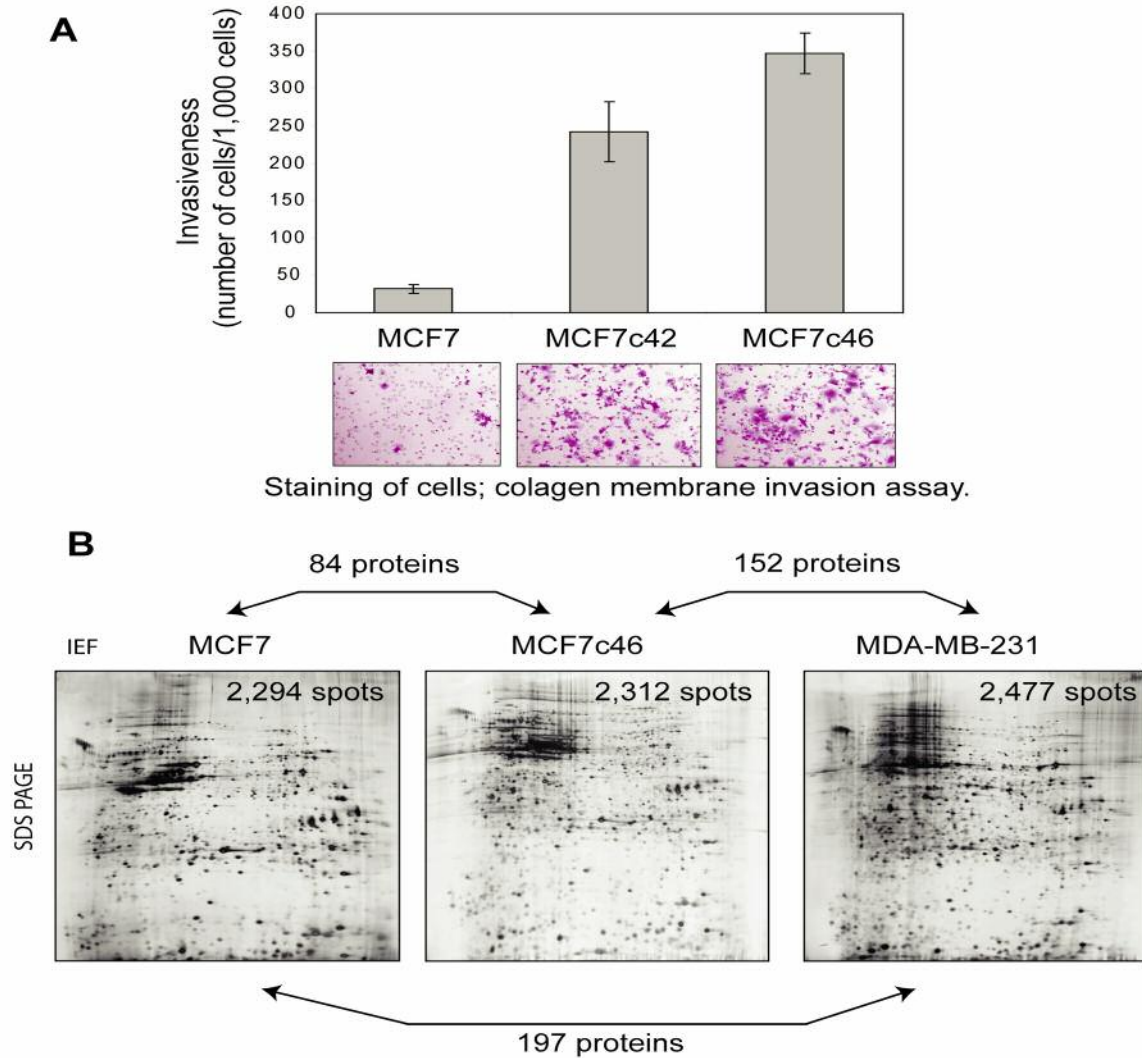 A
Invasiveness
(number of cells/1,000 cells)
400
350
300
250
200
150
100
50
0
MCF7 MCF7c42 MCF7c46
Staining of cells; colagen membrane invasion assay.
B
84 proteins 152 proteins
IEF MCF7 MCF7c46 MDA-MB-231
2,294 spots 2,312 spots 2,477 spots
SDS PAGE
197 proteins